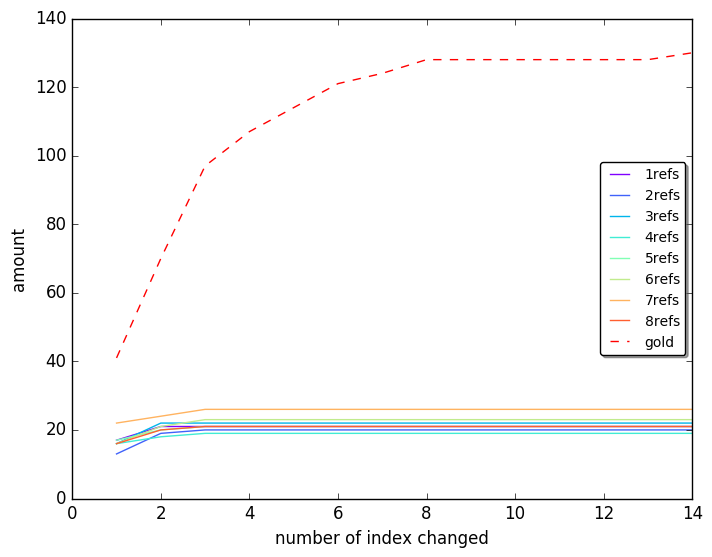 140
120
100
80
60
40
20
0
amount
1refs
2refs
3refs
4refs
5refs
6refs
7refs
8refs
gold
0 2 4 6 8 10 12 14
number of index changed